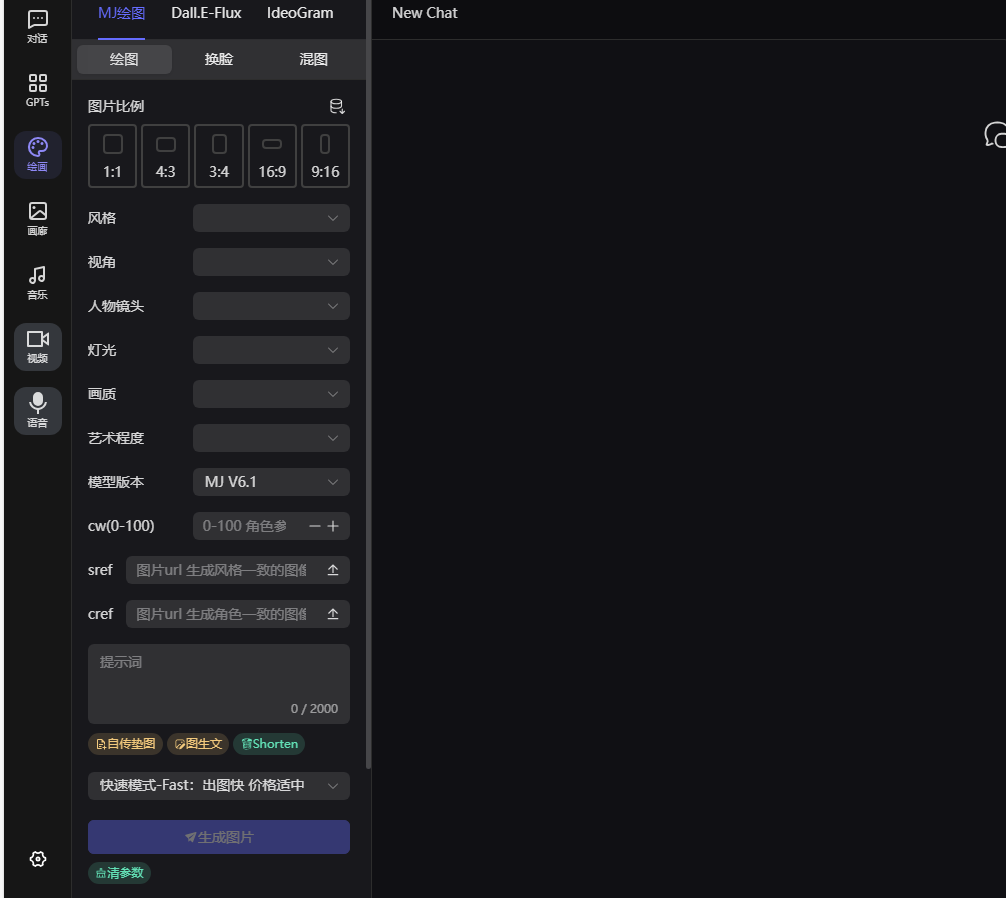 对话
GPTs
绘画
画廊
音乐
视频
语音
MJ绘图 Dall.E-Flux IdeoGram
绘图 换脸 混图
图片比例
1:1 4:3 3:4 16:9 9:16
风格
视角
人物镜头
灯光
画质
艺术程度
模型版本 MJ V6.1
cw(0-100) 0-100 角色参
sref 图片url 生成风格一致的图像
cref 图片url 生成角色一致的图像
提示词
0 / 2000
自传垫图 图生文 Shorten
快速模式-Fast：出图快 价格适中
生成图片
清参数
New Chat